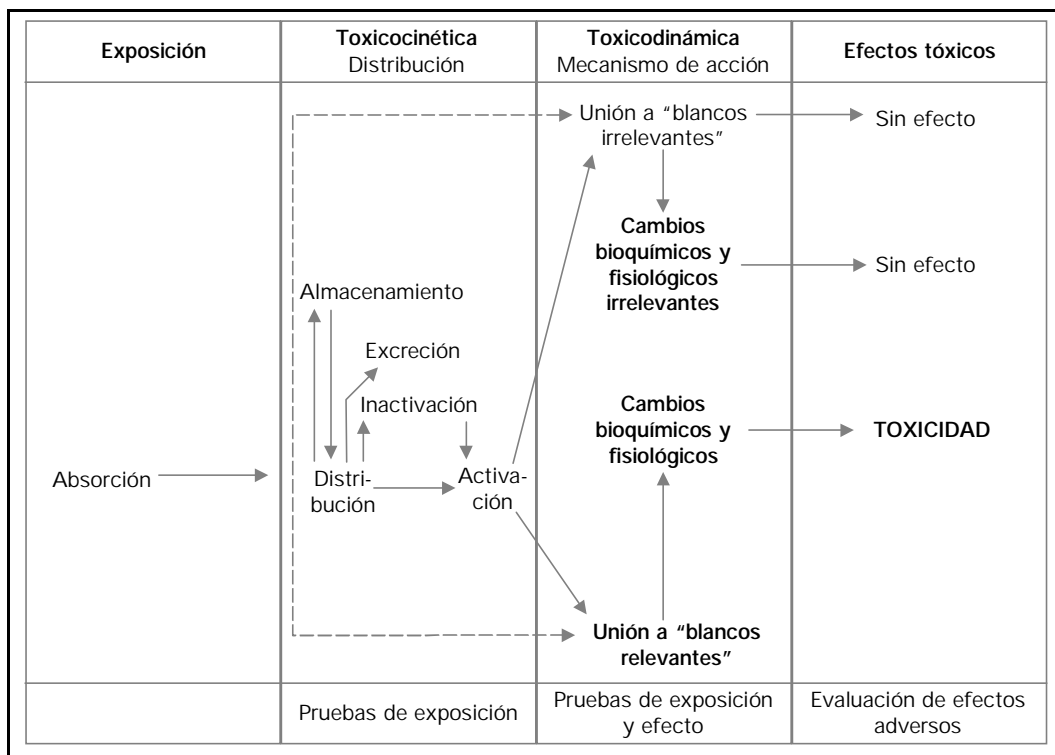 Exposición
Toxicocinética
Distribución
Toxicodinámica
Mecanismo de acción
Efectos tóxicos
Unión a “blancos
irrelevantes”
Sin efecto
Cambios
bioquímicos y
fisiológicos
irrelevantes
Sin efecto
Almacenamiento
Excreción
Inactivación
Cambios
bioquímicos y
fisiológicos
TOXICIDAD
Absorción
Distri-
bución
Activa-
ción
Unión a “blancos
relevantes”
Pruebas de exposición
Pruebas de exposición
y efecto
Evaluación de efectos
adversos